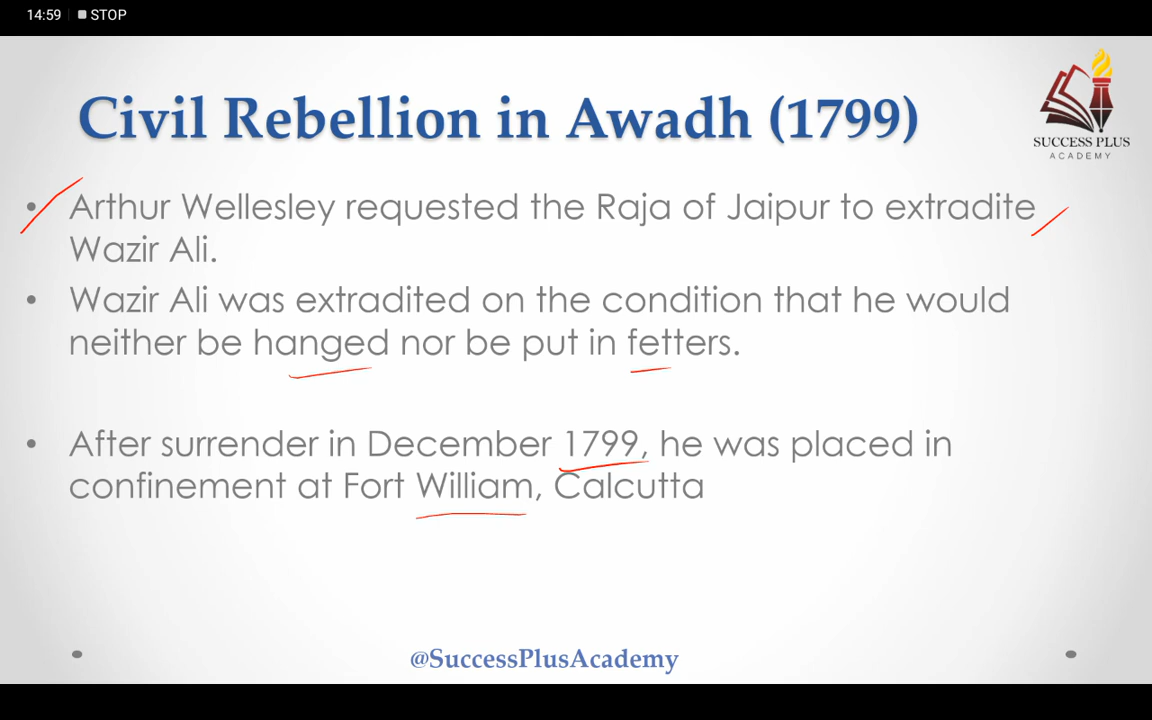 14:59 STOP
Civil Rebellion in Awadh (1799)
SUCCESS PLUS
ACADEMY
• Arthur Wellesley requested the Raja of Jaipur to extradite
Wazir Ali.
• Wazir Ali was extradited on the condition that he would
neither be hanged nor be put in fetters.
• After surrender in December 1799, he was placed in
confinement at Fort William, Calcutta
@SuccessPlusAcademy